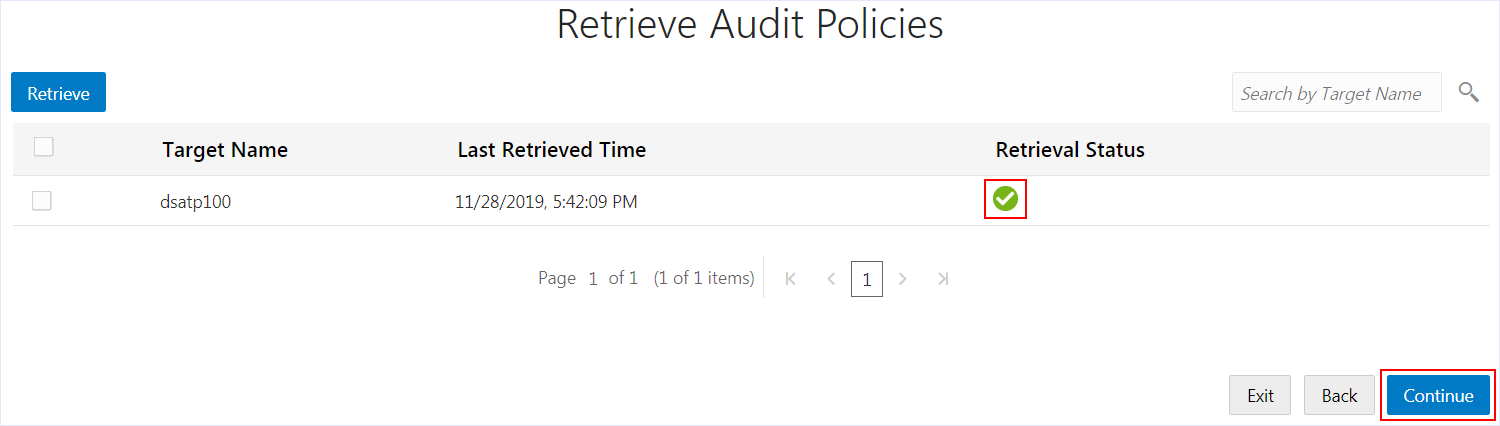 Retrieve Audit Policies
Retrieve Search by Target Name
Target Name Last Retrieved Time Retrieval Status
dsatp100 11/28/2019, 5:42:09 PM
Page 1 of 1 (1 of 1 items) 1
Exit Back Continue